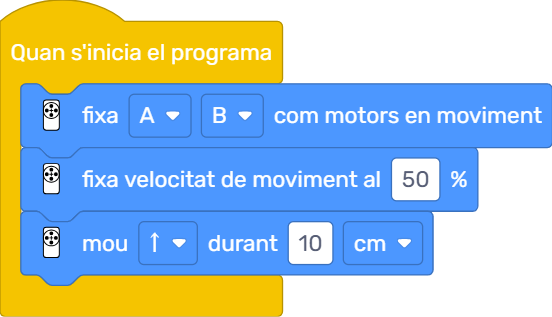 Quan s'inicia el programa
fixa A B com motors en moviment
fixa velocitat de moviment al 50 %
mou ↑ durant 10 cm